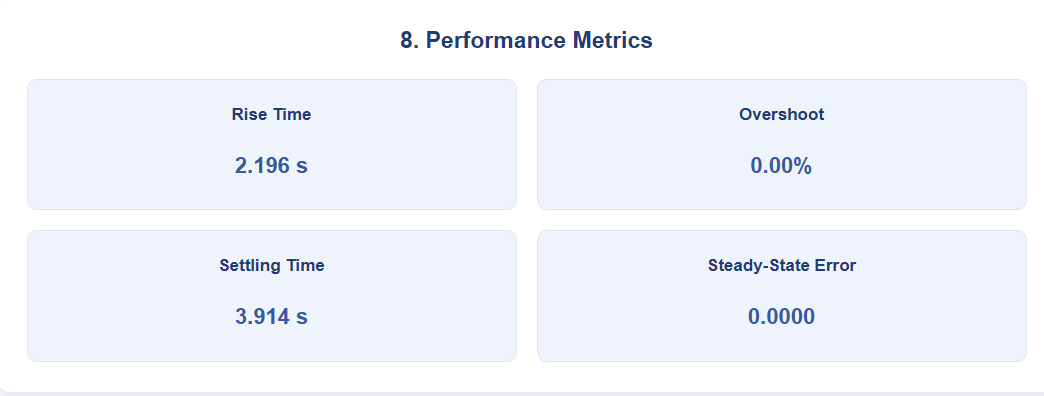 8. Performance Metrics
Rise Time
2.196 s
Overshoot
0.00%
Settling Time
3.914 s
Steady-State Error
0.0000